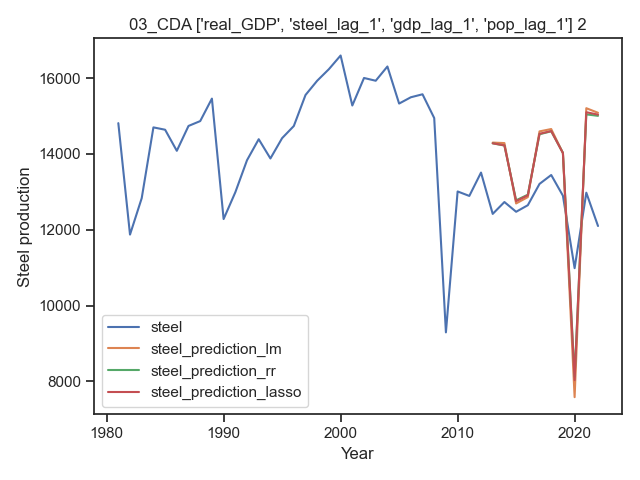 03_CDA ['real_GDP', 'steel_lag_1', 'gdp_lag_1', 'pop_lag_1'] 2
Steel production
16000
14000
12000
10000
8000
steel
steel_prediction_lm
steel_prediction_rr
steel_prediction_lasso
1980 1990 2000 2010 2020
Year